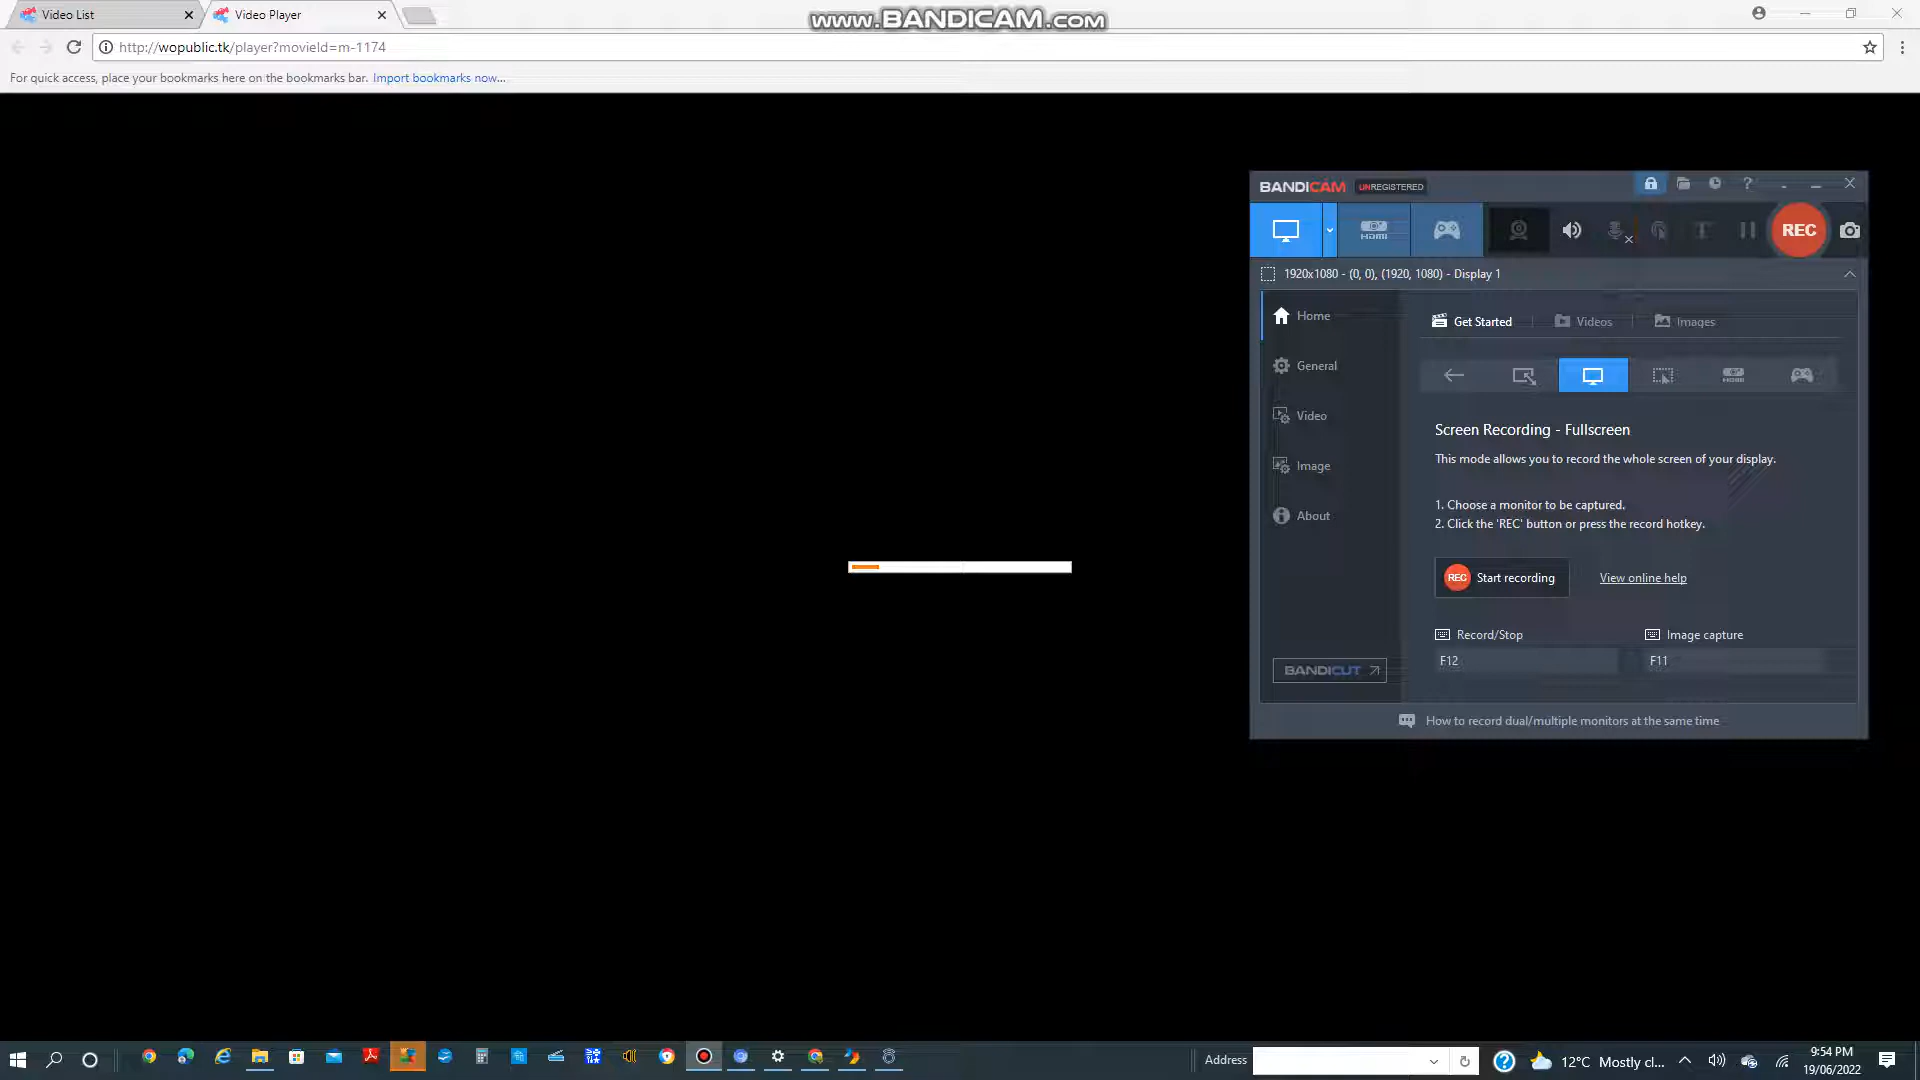 Video List
Video Player
www.BANDICAM.com
http://wopublic.tk/player?movieId=m-1174
For quick access, place your bookmarks here on the bookmarks bar. Import bookmarks now...
BANDICAM UNREGISTERED
HDMI
REC
1920x1080 - (0, 0), (1920, 1080) - Display 1
Home
General
Video
Image
About
BANDICUT
Get Started
Videos
Images
HDMI
Screen Recording - Fullscreen
This mode allows you to record the whole screen of your display.
1. Choose a monitor to be captured.
2. Click the 'REC' button or press the record hotkey.
REC Start recording
View online help
Record/Stop
Image capture
F12
F11
How to record dual/multiple monitors at the same time
Address
12°C Mostly cl...
9:54 PM
19/06/2022